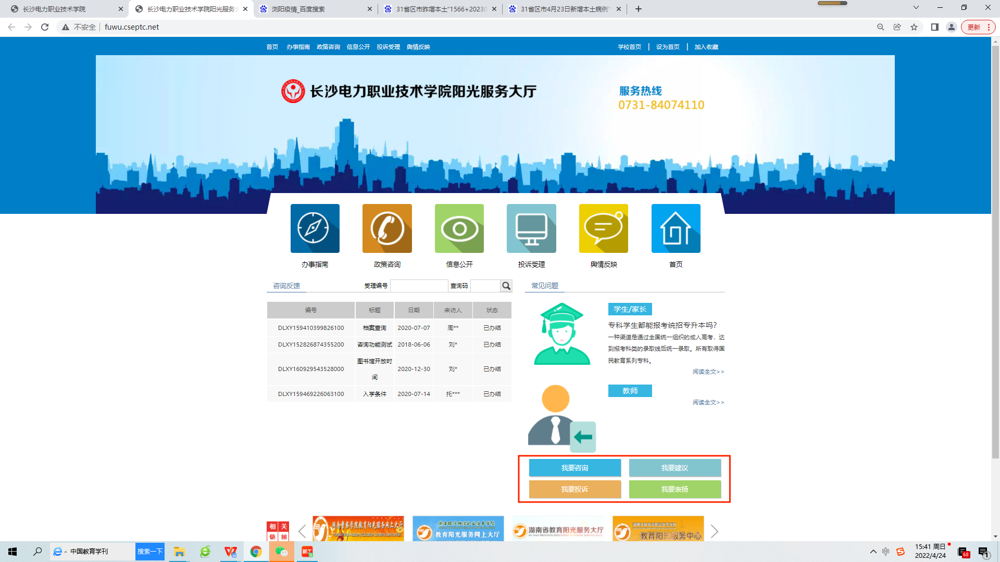 长沙电力职业技术学院
长沙电力职业技术学院阳光服务大
浏阳疫情_百度搜索
31省区市昨增本土“1566+20230
31省区市4月23日新增本土病例“
不安全
fuwu.cseptc.net
更新
首页 办事指南 政策咨询 信息公开 投诉受理 舆情反映
学校首页 | 设为首页 | 加入收藏
长沙电力职业技术学院阳光服务大厅
服务热线
0731-84074110
办事指南 政策咨询 信息公开 投诉受理 舆情反映 首页
咨询反馈 受理编号 查询码
常见问题
编号 标题 日期 来访人 状态
DLXY159410399826100 档案查询 2020-07-07 周** 已办结
DLXY152826874355200 咨询功能测试 2018-06-06 刘* 已办结
DLXY160929543528000 图书馆开放时间 2020-12-30 刘* 已办结
DLXY159469226063100 入学条件 2020-07-14 托*** 已办结
学生/家长
专科学生都能报考统招专升本吗?
一种渠道是通过全国统一组织的成人高考，达
到报考科类的录取线后统一录取。所有取得国
民教育系列专科。
阅读全文>>
教师
阅读全文>>
我要咨询 我要建议
我要投诉 我要表扬
相关
链接
湖南警察学院教育阳光服务网上大厅
教育阳光服务网上大厅
湖南省教育阳光服务大厅
HU NAN PROVINCE EDUCATION SUNSHINE SERVICE HALL
教育阳光服务中心
中国教育学刊
搜索一下
新工
中
15:41 周日
2022/4/24
68
1